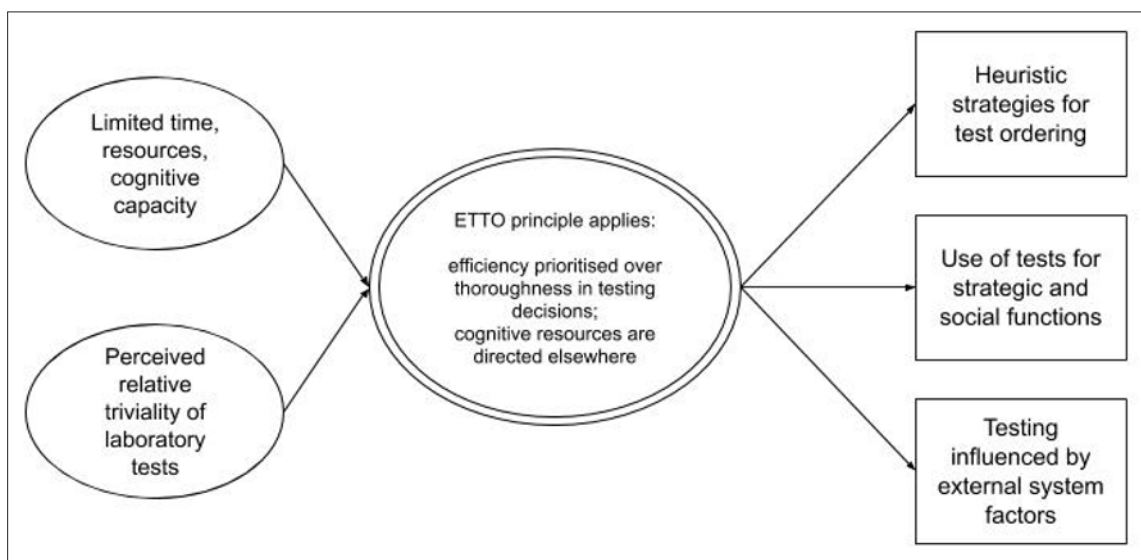 Limited time,
resources,
cognitive
capacity
Perceived
relative
triviality of
laboratory
tests
ETTO principle applies:
efficiency prioritised over
thoroughness in testing
decisions;
cognitive resources are
directed elsewhere
Heuristic
strategies for
test ordering
Use of tests for
strategic and
social functions
Testing
influenced by
external system
factors